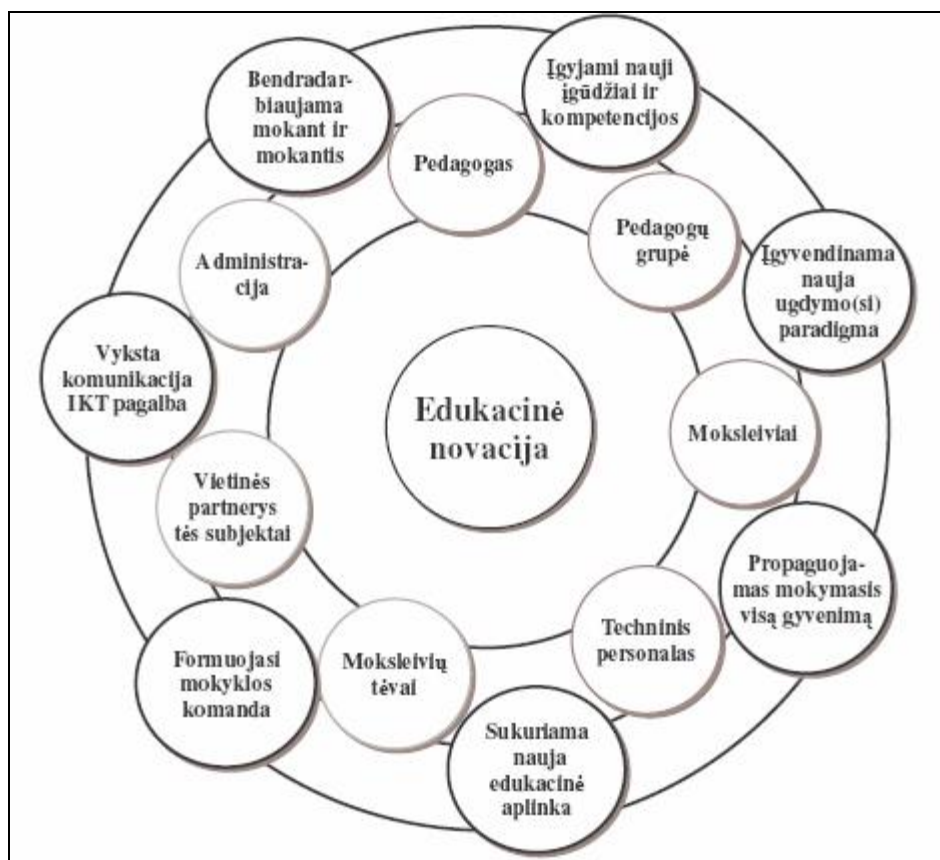 Bendradar-
biaujama
mokant ir
mokantis
Įgyjami nauji
įgūdžiai ir
kompetencijos
Pedagogas
Pedagogų
grupė
Administra-
cija
Įgyvendinama
nauja
ugdymo(si)
paradigma
Vyksta
komunikacija
IKT pagalba
Edukacinė
novacija
Moksleiviai
Vietinės
partnerys
tės subjektai
Propaguoja-
mas mokymasis
visą gyvenimą
Techninis
personalas
Formuojasi
mokyklos
komanda
Moksleivių
tėvai
Sukuriama
nauja
edukacinė
aplinka